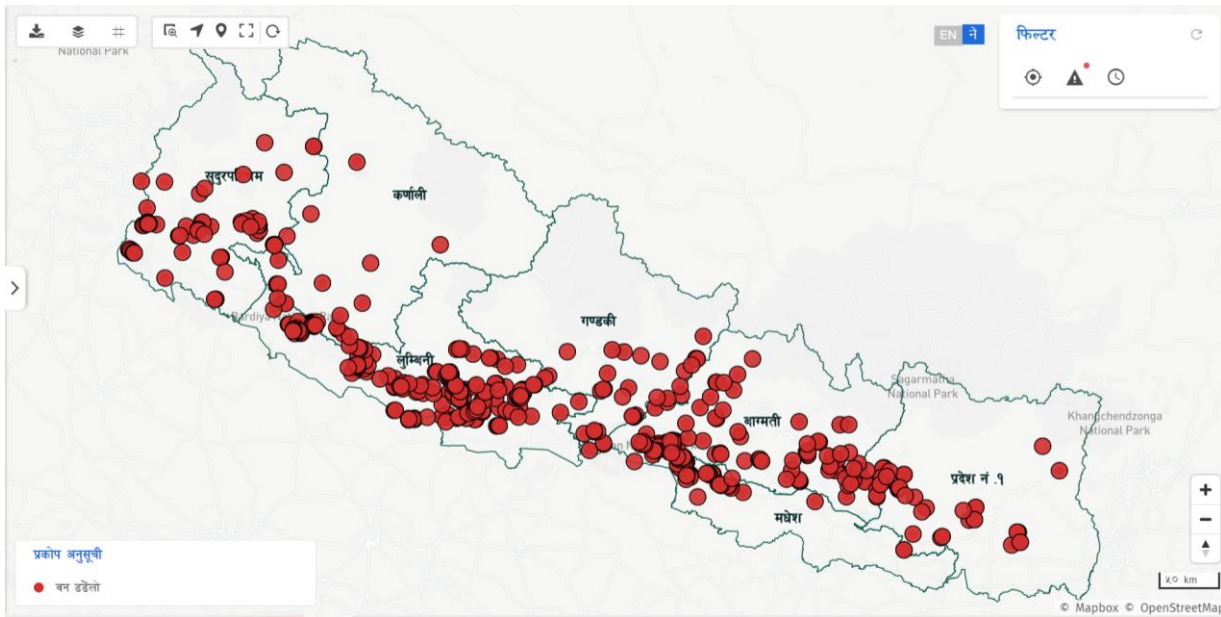 National Park
EN ने
फिल्टर
सुदुरपश्चिम
कर्णाली
गण्डकी
लुम्बिनी
Sagarmatha
National Park
Khangchendzonga
National Park
बाग्मती
प्रदेश नं .१
मधेश
प्रकोप अनुसूची
वन डढेंलो
५० km
© Mapbox © OpenStreetMap